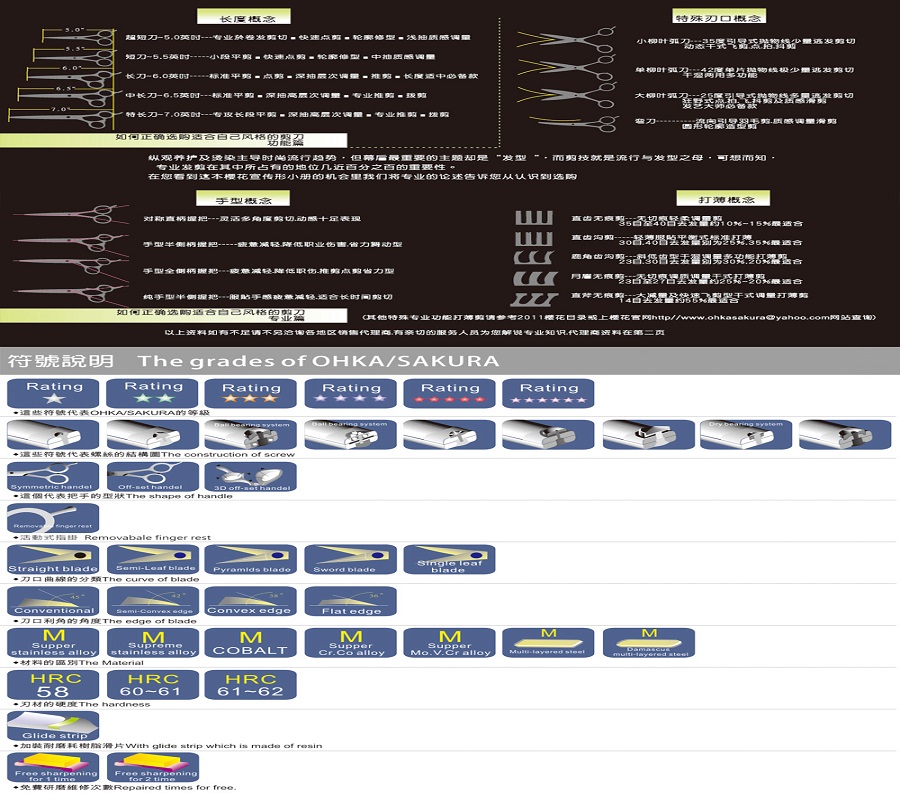 长度概念
5.0"
超短刀~5.0英吋---专业於卷发剪切▪快速点剪▪轮廓修型▪浅抽质感调量
5.5"
短刀~5.5英吋---小段平剪▪快速点剪▪轮廓修型▪中抽质感调量
6.0"
长刀~6.0英吋---标准平剪▪点剪▪深抽层次调量▪推剪▪长度适中必备款
6.5"
中长刀~6.5英吋---标准平剪▪深抽高层次调量▪专业推剪▪拨剪
7.0"
特长刀~7.0英吋---专攻长段平剪▪深抽高层次调量▪专业推剪▪拨剪
如何正确选购适合自己风格的剪刀
功能篇
特殊刃口概念
小柳叶弧刀---35度引导式抛物线少量逃发剪切
动态干式飞剪,点,拍,抖剪
单柳叶弧刀---42度单片抛物线极少量逃发剪切
干湿两用多功能
大柳叶弧刀---25度引导式抛物线多量逃发剪切
狂野式点,拍,飞,抖剪及质感滑剪
发艺大师必备款
弯刀---------流向引导羽毛剪,质感调量滑剪
圆形轮廓造型剪
纵观养护及烫染主导时尚流行趋势,但幕后最重要的主题却是“发型”,而剪技就是流行与发型之母,可想而知,
专业发剪在其中所占有的地位几近百分之百的重要性。
在您看到这本樱花宣传形小册的机会里我们将专业的论述告诉您从认识到选购
手型概念
对称直柄握把---灵活多角度剪切,动感十足表现
手型半侧柄握把-----疲惫减轻,降低职业伤害,省力舞动型
手型全侧柄握把---疲惫减轻,降低职伤,推剪点剪省力型
纯手型半侧握把---服贴手感疲惫减轻,适合长时间剪切
如何正确选购适合自己风格的剪刀
专业篇
打薄概念
直齿无痕剪---无切痕轻柔调量剪
35目至40目去发量约10%~15%最适合
直齿沟剪----轻薄服贴平衡式标准打薄
30目,40目去发量别为25%,35%最适合
燕角齿沟剪---斜低齿型干湿调量多功能打薄剪
23目,30目去发量别为30%,20%最适合
月眉无痕剪---无切痕调质调量干式打薄剪
23目至27目去发量约25%~20%最适合
直斧无痕剪---大减量及快速飞剪型干式调量打薄剪
14目去发量约55%最适合
(其他特殊专业功能打薄剪请参考2011樱花目录或上樱花官网http//www.ohkasakura@yahoo.com网站查询)
以上资料如有不足请不另洽询各地区销售代理商,有亲切的服务人员为您解说专业知识,代理商资料在第二页
符號說明 The grades of OHKA/SAKURA
Rating Rating Rating Rating Rating Rating
◆這些符號代表OHKA/SAKURA的等級
Ball bearing system Ball bearing system Dry bearing system
◆這些符號代表螺絲的結構圖The construction of screw
Symmetric handel Off-set handel 3D off-set handel
◆這個代表把手的型狀The shape of handle
Removable finger rest
◆活動式指掛 Removabale finger rest
Straight blade Semi-Leaf blade Pyramids blade Sword blade Single leaf blade
◆刀口曲線的分類The curve of blade
45° 42° 38° 36°
Conventional Semi-Convex edge Convex edge Flat edge
◆刀口利角的角度The edge of blade
M Supper stainless alloy
M Supreme stainless alloy
M COBALT
M Supper Cr.Co alloy
M Supper Mo.V.Cr alloy
M Multi-layered steel
M Damascus multi-layered steel
◆材料的區別The Material
HRC 58
HRC 60~61
HRC 61~62
◆刃材的硬度The hardness
Glide strip
◆加裝耐磨耗樹脂滑片With glide strip which is made of resin
Free sharpening for 1 time
Free sharpening for 2 time
◆免費研磨維修次數Repaired times for free.